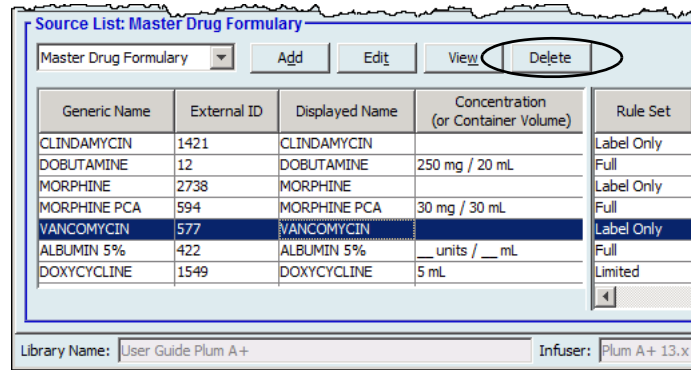 Source List: Master Drug Formulary
Master Drug Formulary Add Edit View Delete
Generic Name External ID Displayed Name Concentration (or Container Volume) Rule Set
CLINDAMYCIN 1421 CLINDAMYCIN Label Only
DOBUTAMINE 12 DOBUTAMINE 250 mg / 20 mL Full
MORPHINE 2738 MORPHINE Label Only
MORPHINE PCA 594 MORPHINE PCA 30 mg / 30 mL Full
VANCOMYCIN 577 VANCOMYCIN Label Only
ALBUMIN 5% 422 ALBUMIN 5% __ units / __ mL Full
DOXYCYCLINE 1549 DOXYCYCLINE 5 mL Limited
Library Name: User Guide Plum A+ Infuser: Plum A+ 13.x